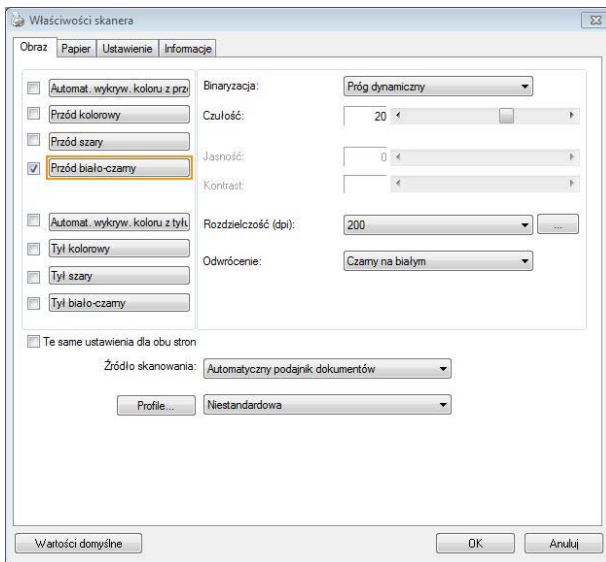 Właściwości skanera
Obraz Papier Ustawienie Informacje
Automat. wykryw. koloru z prze
Przód kolorowy
Przód szary
Przód biało-czarny
Automat. wykryw. koloru z tyłu
Tył kolorowy
Tył szary
Tył biało-czarny
Binaryzacja: Próg dynamiczny
Czułość: 20
Jasność: 0
Kontrast:
Rozdzielczość (dpi): 200 ...
Odwrócenie: Czarny na białym
Te same ustawienia dla obu stron
Źródło skanowania: Automatyczny podajnik dokumentów
Profile... Niestandardowa
Wartości domyślne OK Anuluj